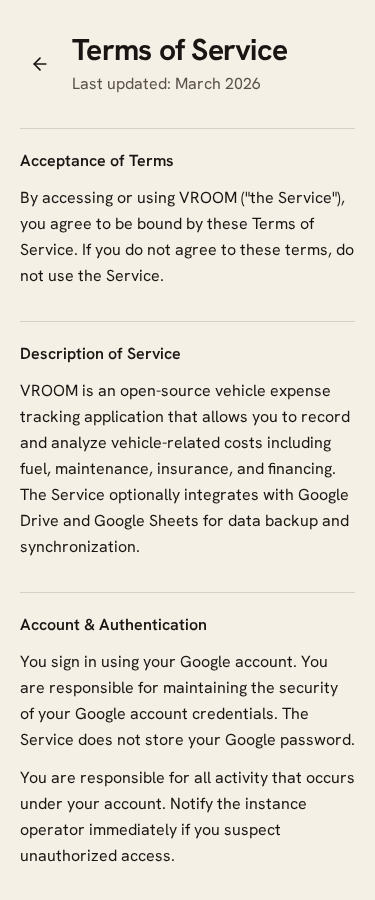 Terms of Service
Last updated: March 2026
Acceptance of Terms
By accessing or using VROOM ("the Service"),
you agree to be bound by these Terms of
Service. If you do not agree to these terms, do
not use the Service.
Description of Service
VROOM is an open-source vehicle expense
tracking application that allows you to record
and analyze vehicle-related costs including
fuel, maintenance, insurance, and financing.
The Service optionally integrates with Google
Drive and Google Sheets for data backup and
synchronization.
Account & Authentication
You sign in using your Google account. You
are responsible for maintaining the security
of your Google account credentials. The
Service does not store your Google password.
You are responsible for all activity that occurs
under your account. Notify the instance
operator immediately if you suspect
unauthorized access.